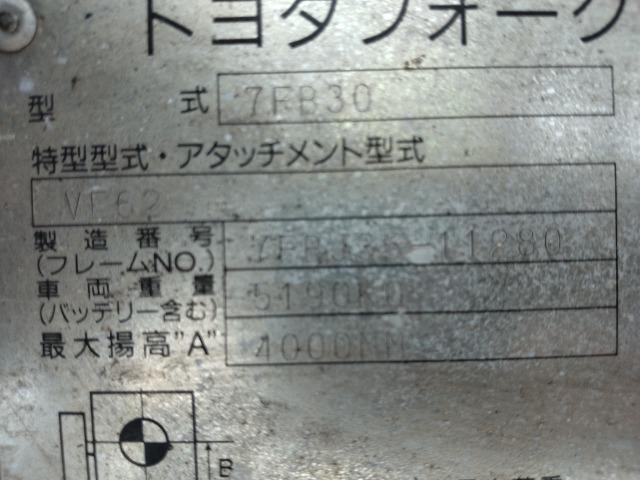 トヨタフォーク
型 式 7FB30
特型型式・アタッチメント型式
製造番号
(フレームNO.)
車両重量 5190KG
(バッテリー含む)
最大揚高"A" 4000MM
B